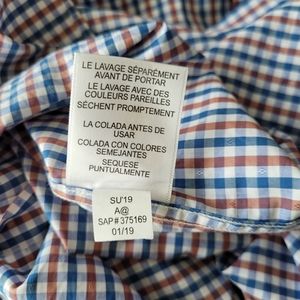 LE LAVAGE SÉPARÉMENT
AVANT DE PORTAR
LE LAVAGE AVEC DES
COULEURS PAREILLES
SÉCHENT PROMPTEMENT
LA COLADA ANTES DE
USAR
COLADA CON COLORES
SEMEJANTES
SEQUESE
PUNTUALMENTE
SU'19
A@
SAP# 375169
01/19